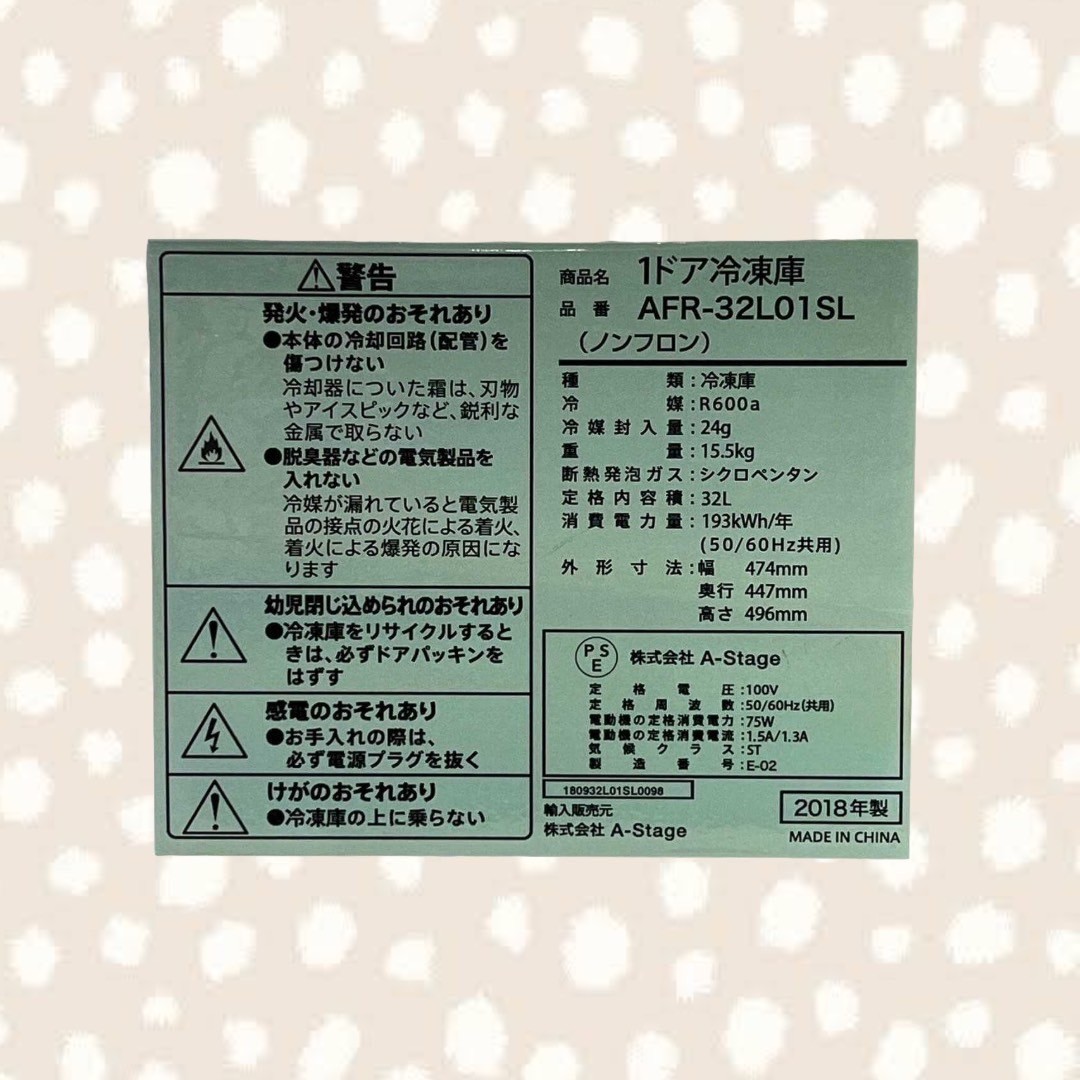 警告
発火・爆発のおそれあり
●本体の冷却回路(配管)を
傷つけない
冷却器についた霜は、刃物
やアイスピックなど、鋭利な
金属で取らない
●脱臭器などの電気製品を
入れない
冷媒が漏れていると電気製
品の接点の火花による着火、
着火による爆発の原因にな
ります
幼児閉じ込められのおそれあり
●冷凍庫をリサイクルすると
きは、必ずドアパッキンを
はずす
感電のおそれあり
●お手入れの際は、
必ず電源プラグを抜く
けがのおそれあり
●冷凍庫の上に乗らない
商品名 1ドア冷凍庫
品番 AFR-32L01SL
(ノンフロン)
種類:冷凍庫
冷媒:R600a
冷媒封入量:24g
重量:15.5kg
断熱発泡ガス:シクロペンタン
定格内容積:32L
消費電力量:193kWh/年
(50/60Hz共用)
外形寸法:幅 474mm
奥行 447mm
高さ 496mm
PSE 株式会社 A-Stage
定格電圧:100V
定格周波数:50/60Hz(共用)
電動機の定格消費電力:75W
電動機の定格消費電流:1.5A/1.3A
気候クラス:ST
製造番号:E-02
180932L01SL0098
輸入販売元
株式会社 A-Stage
2018年製
MADE IN CHINA